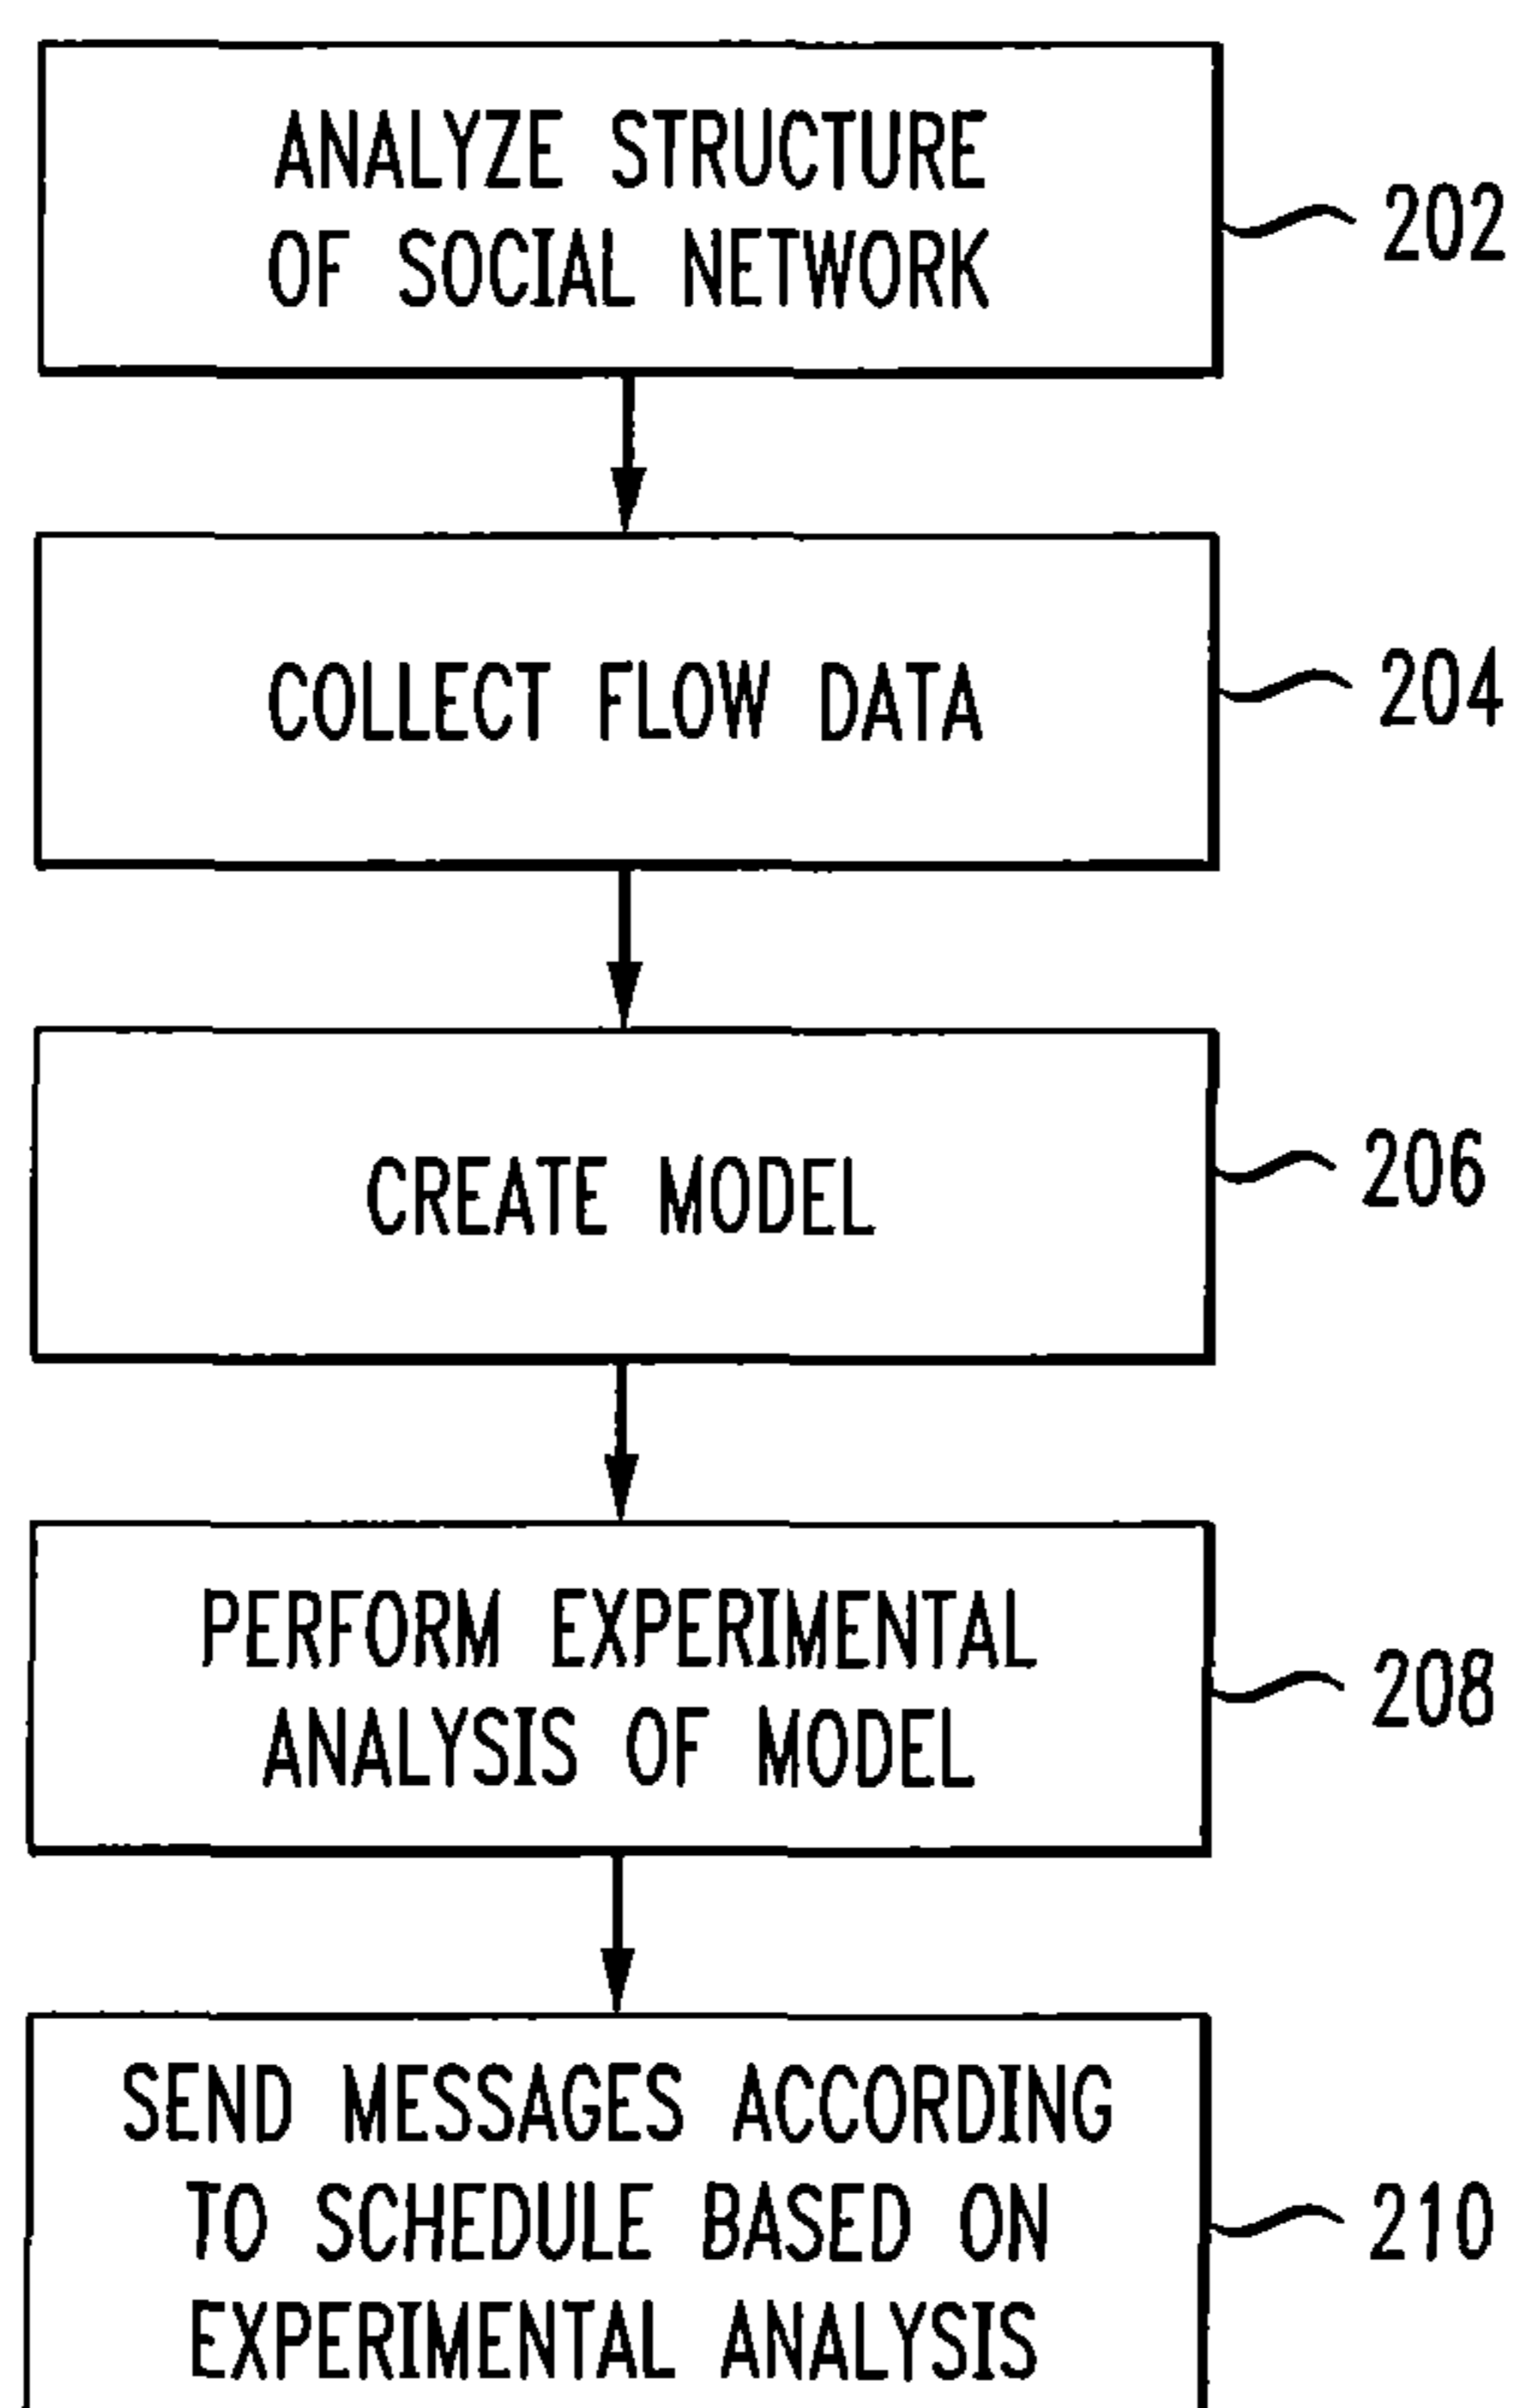 ANALYZE STRUCTURE
OF SOCIAL NETWORK
202
COLLECT FLOW DATA
204
CREATE MODEL
206
PERFORM EXPERIMENTAL
ANALYSIS OF MODEL
208
SEND MESSAGES ACCORDING
TO SCHEDULE BASED ON
EXPERIMENTAL ANALYSIS
210